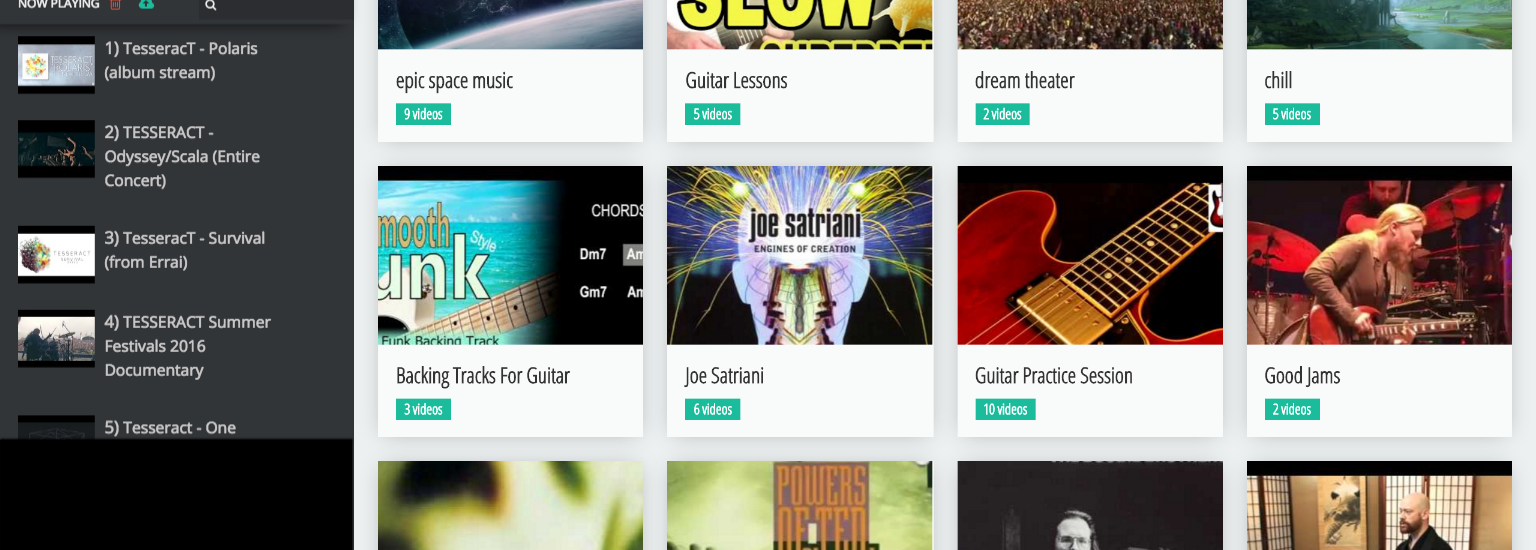 NOW PLAYING
1) TesseracT - Polaris
(album stream)
2) TESSERACT -
Odyssey/Scala (Entire
Concert)
3) TesseracT - Survival
(from Errai)
4) TESSERACT Summer
Festivals 2016
Documentary
5) Tesseract - One
SLOW
epic space music
9 videos
Guitar Lessons
5 videos
dream theater
2 videos
chill
5 videos
mooth
Style
unk
CHORDS
Dm7 Am
Gm7 Am
Funk Backing Track
joe satriani
ENGINES OF CREATION
Backing Tracks For Guitar
3 videos
Joe Satriani
6 videos
Guitar Practice Session
10 videos
Good Jams
2 videos
POWERS
OF TEN